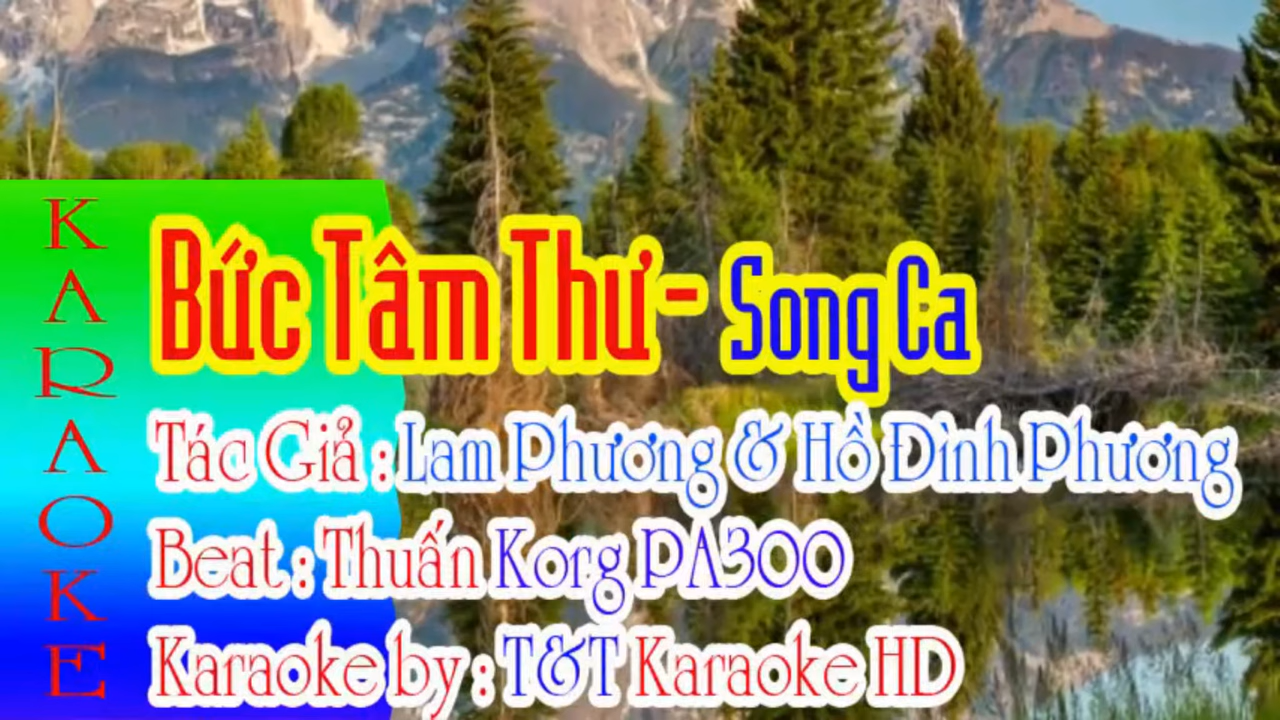 KARAOKE
Bức Tâm Thư - Song Ca
Tác Giả : Lam Phương & Hồ Đình Phương
Beat : Thuấn Korg PA300
Karaoke by : T&T Karaoke HD